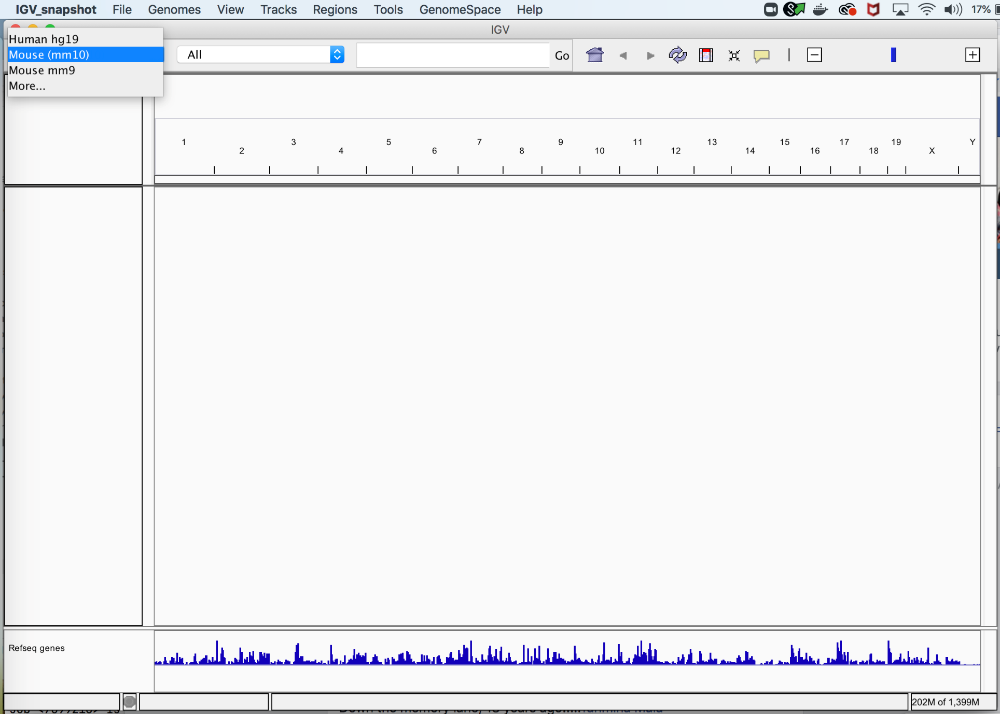 IGV_snapshot File Genomes View Tracks Regions Tools GenomeSpace Help 17%
IGV
Human hg19
Mouse (mm10)
Mouse mm9
More...
All
Go
1 3 5 7 9 11 13 15 17 19 Y
2 4 6 8 10 12 14 16 18 X
Refseq genes
202M of 1,399M